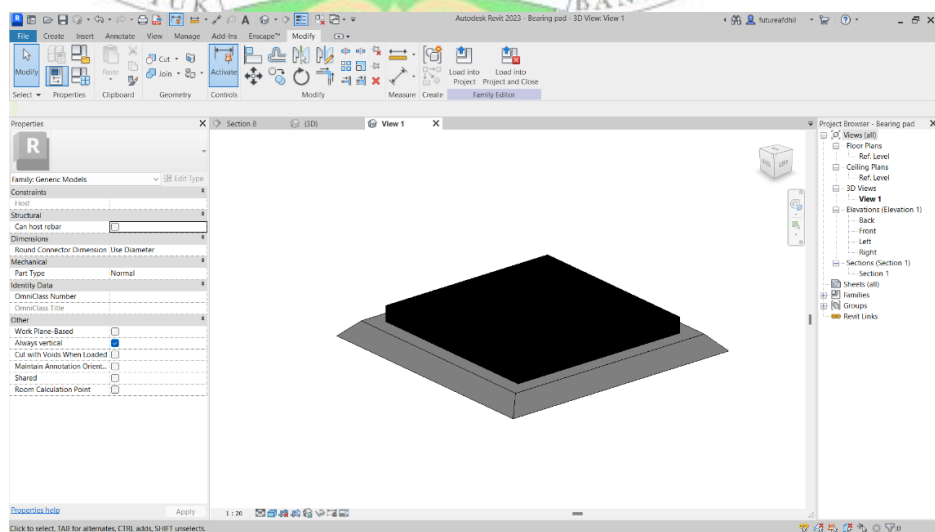 TUK
BAN
Autodesk Revit 2023 - Bearing pad - 3D View: View 1
futureafdhil
File Create Insert Annotate View Manage Add-Ins Enscape™ Modify
Modify
Paste
Cut
Join
Activate
Load into Project
Load into Project and Close
Select Properties Clipboard Geometry Controls Modify Measure Create Family Editor
Properties
Section 8
{3D}
View 1
Project Browser - Bearing pad
R
Family: Generic Models Edit Type
Constraints
Host
Structural
Can host rebar
Dimensions
Round Connector Dimension Use Diameter
Mechanical
Part Type Normal
Identity Data
OmniClass Number
OmniClass Title
Other
Work Plane-Based
Always vertical
Cut with Voids When Loaded
Maintain Annotation Orient...
Shared
Room Calculation Point
Properties help Apply
LEFT
Views (all)
Floor Plans
Ref. Level
Ceiling Plans
Ref. Level
3D Views
View 1
Elevations (Elevation 1)
Back
Front
Left
Right
Sections (Section 1)
Section 1
Sheets (all)
Families
Groups
Revit Links
1 : 20
Click to select, TAB for alternates, CTRL adds, SHIFT unselects.